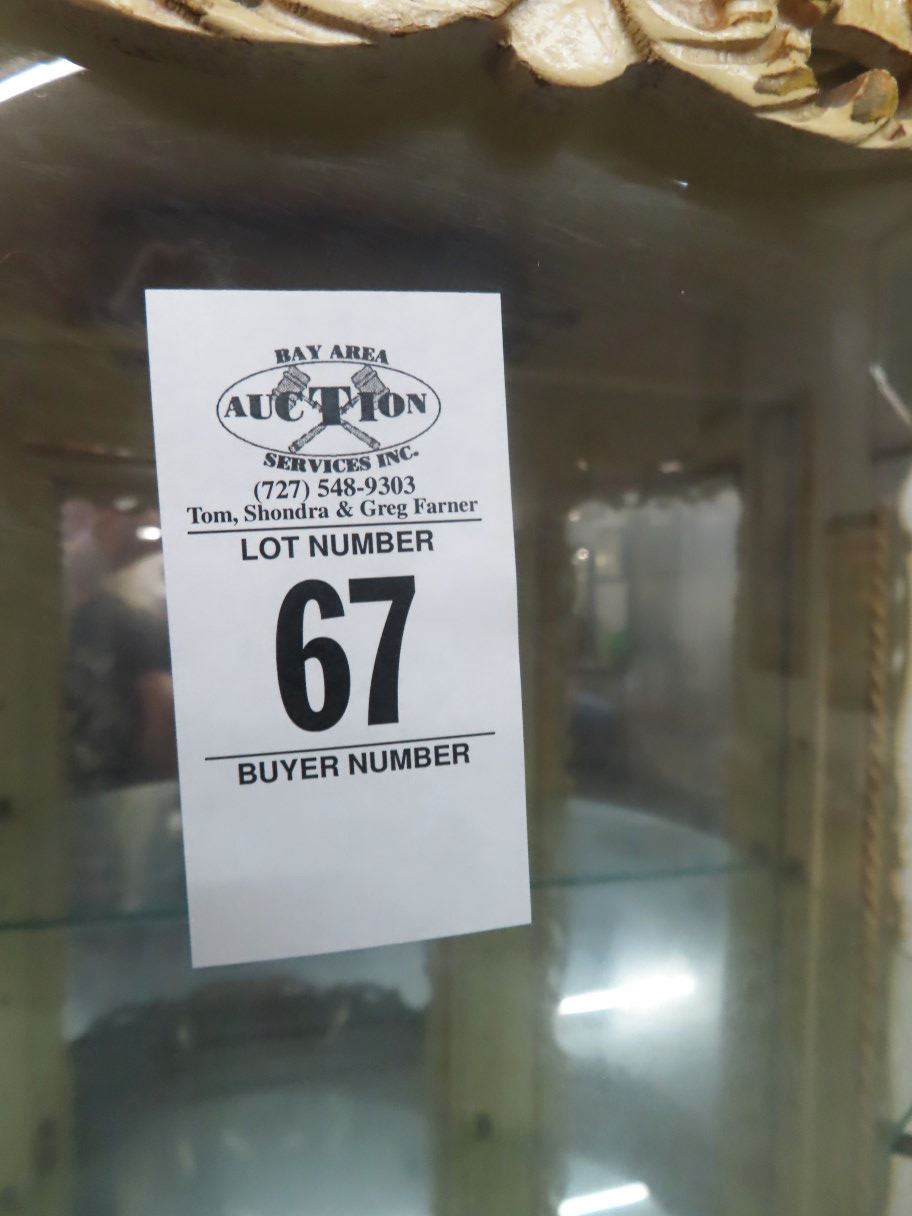 BAY AREA
AUCTION
SERVICES INC.
(727) 548-9303
Tom, Shondra & Greg Farner
LOT NUMBER
67
BUYER NUMBER